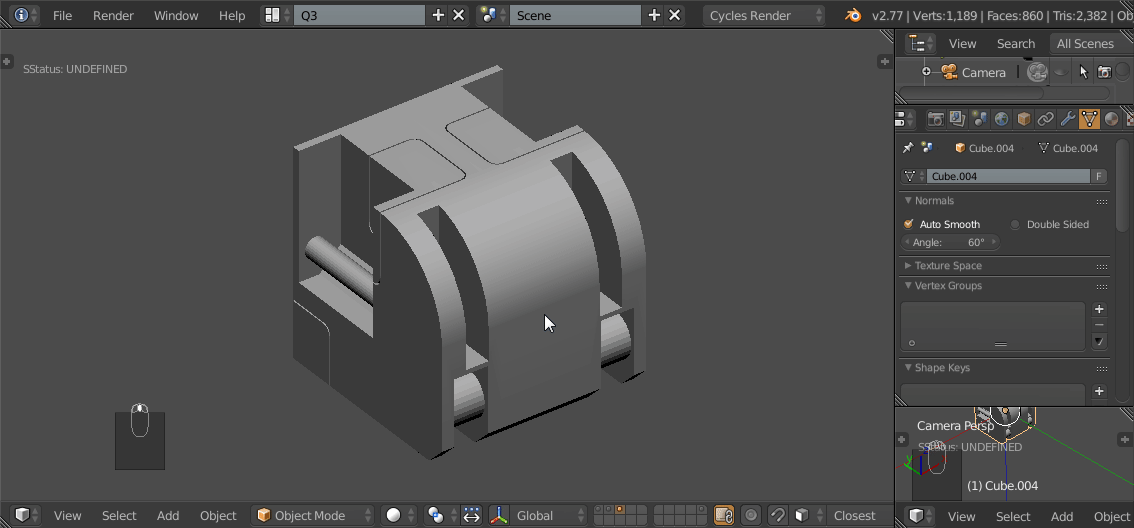 File Render Window Help Q3 Scene Cycles Render v2.77 | Verts:1,189 | Faces:860 | Tris:2,382 | Ob
SStatus: UNDEFINED
View Search All Scenes
Camera
Cube.004 Cube.004
Cube.004 F
Normals
Auto Smooth Double Sided
Angle: 60°
Texture Space
Vertex Groups
Shape Keys
Camera Persp
SStatus: UNDEFINED
(1) Cube.004
View Select Add Object Object Mode Global Closest
View Select Add Object